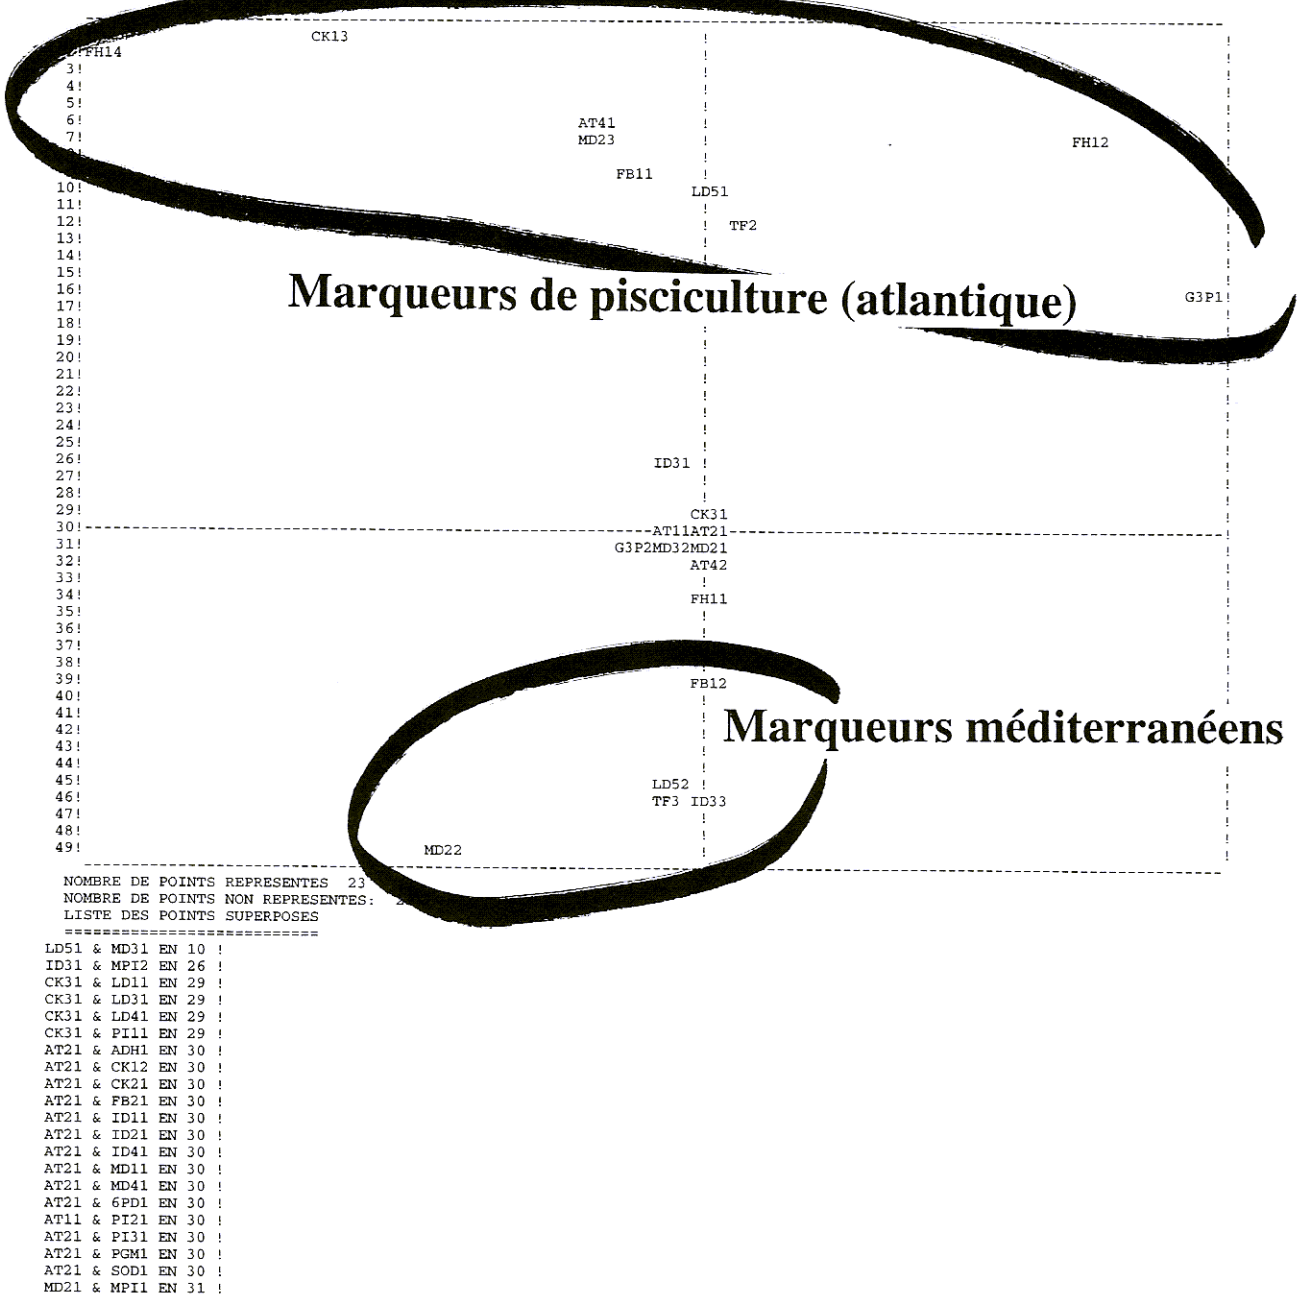 CK13
!FH14
3!
4!
5!
6! AT41
7! MD23 FH12
FB11
10! LD51
11!
12! TF2
13!
14!
15!
16! Marqueurs de pisciculture (atlantique) G3P1!
17!
18!
19!
20!
21!
22!
23!
24!
25!
26! ID31 !
27!
28!
29! CK31
30!--AT11AT21--
31! G3P2MD32MD21
32! AT42
33!
34! FH11
35!
36!
37!
38!
39! FB12
40!
41! Marqueurs méditerranéens
42!
43!
44!
45! LD52 !
46! TF3 ID33
47!
48!
49! MD22
NOMBRE DE POINTS REPRESENTES 23
NOMBRE DE POINTS NON REPRESENTES:
LISTE DES POINTS SUPERPOSES
===========================
LD51 & MD31 EN 10 !
ID31 & MPI2 EN 26 !
CK31 & LD11 EN 29 !
CK31 & LD31 EN 29 !
CK31 & LD41 EN 29 !
CK31 & PI11 EN 29 !
AT21 & ADH1 EN 30 !
AT21 & CK12 EN 30 !
AT21 & CK21 EN 30 !
AT21 & FB21 EN 30 !
AT21 & ID11 EN 30 !
AT21 & ID21 EN 30 !
AT21 & ID41 EN 30 !
AT21 & MD11 EN 30 !
AT21 & MD41 EN 30 !
AT21 & 6PD1 EN 30 !
AT11 & PI21 EN 30 !
AT21 & PI31 EN 30 !
AT21 & PGM1 EN 30 !
AT21 & SOD1 EN 30 !
MD21 & MPI1 EN 31 !